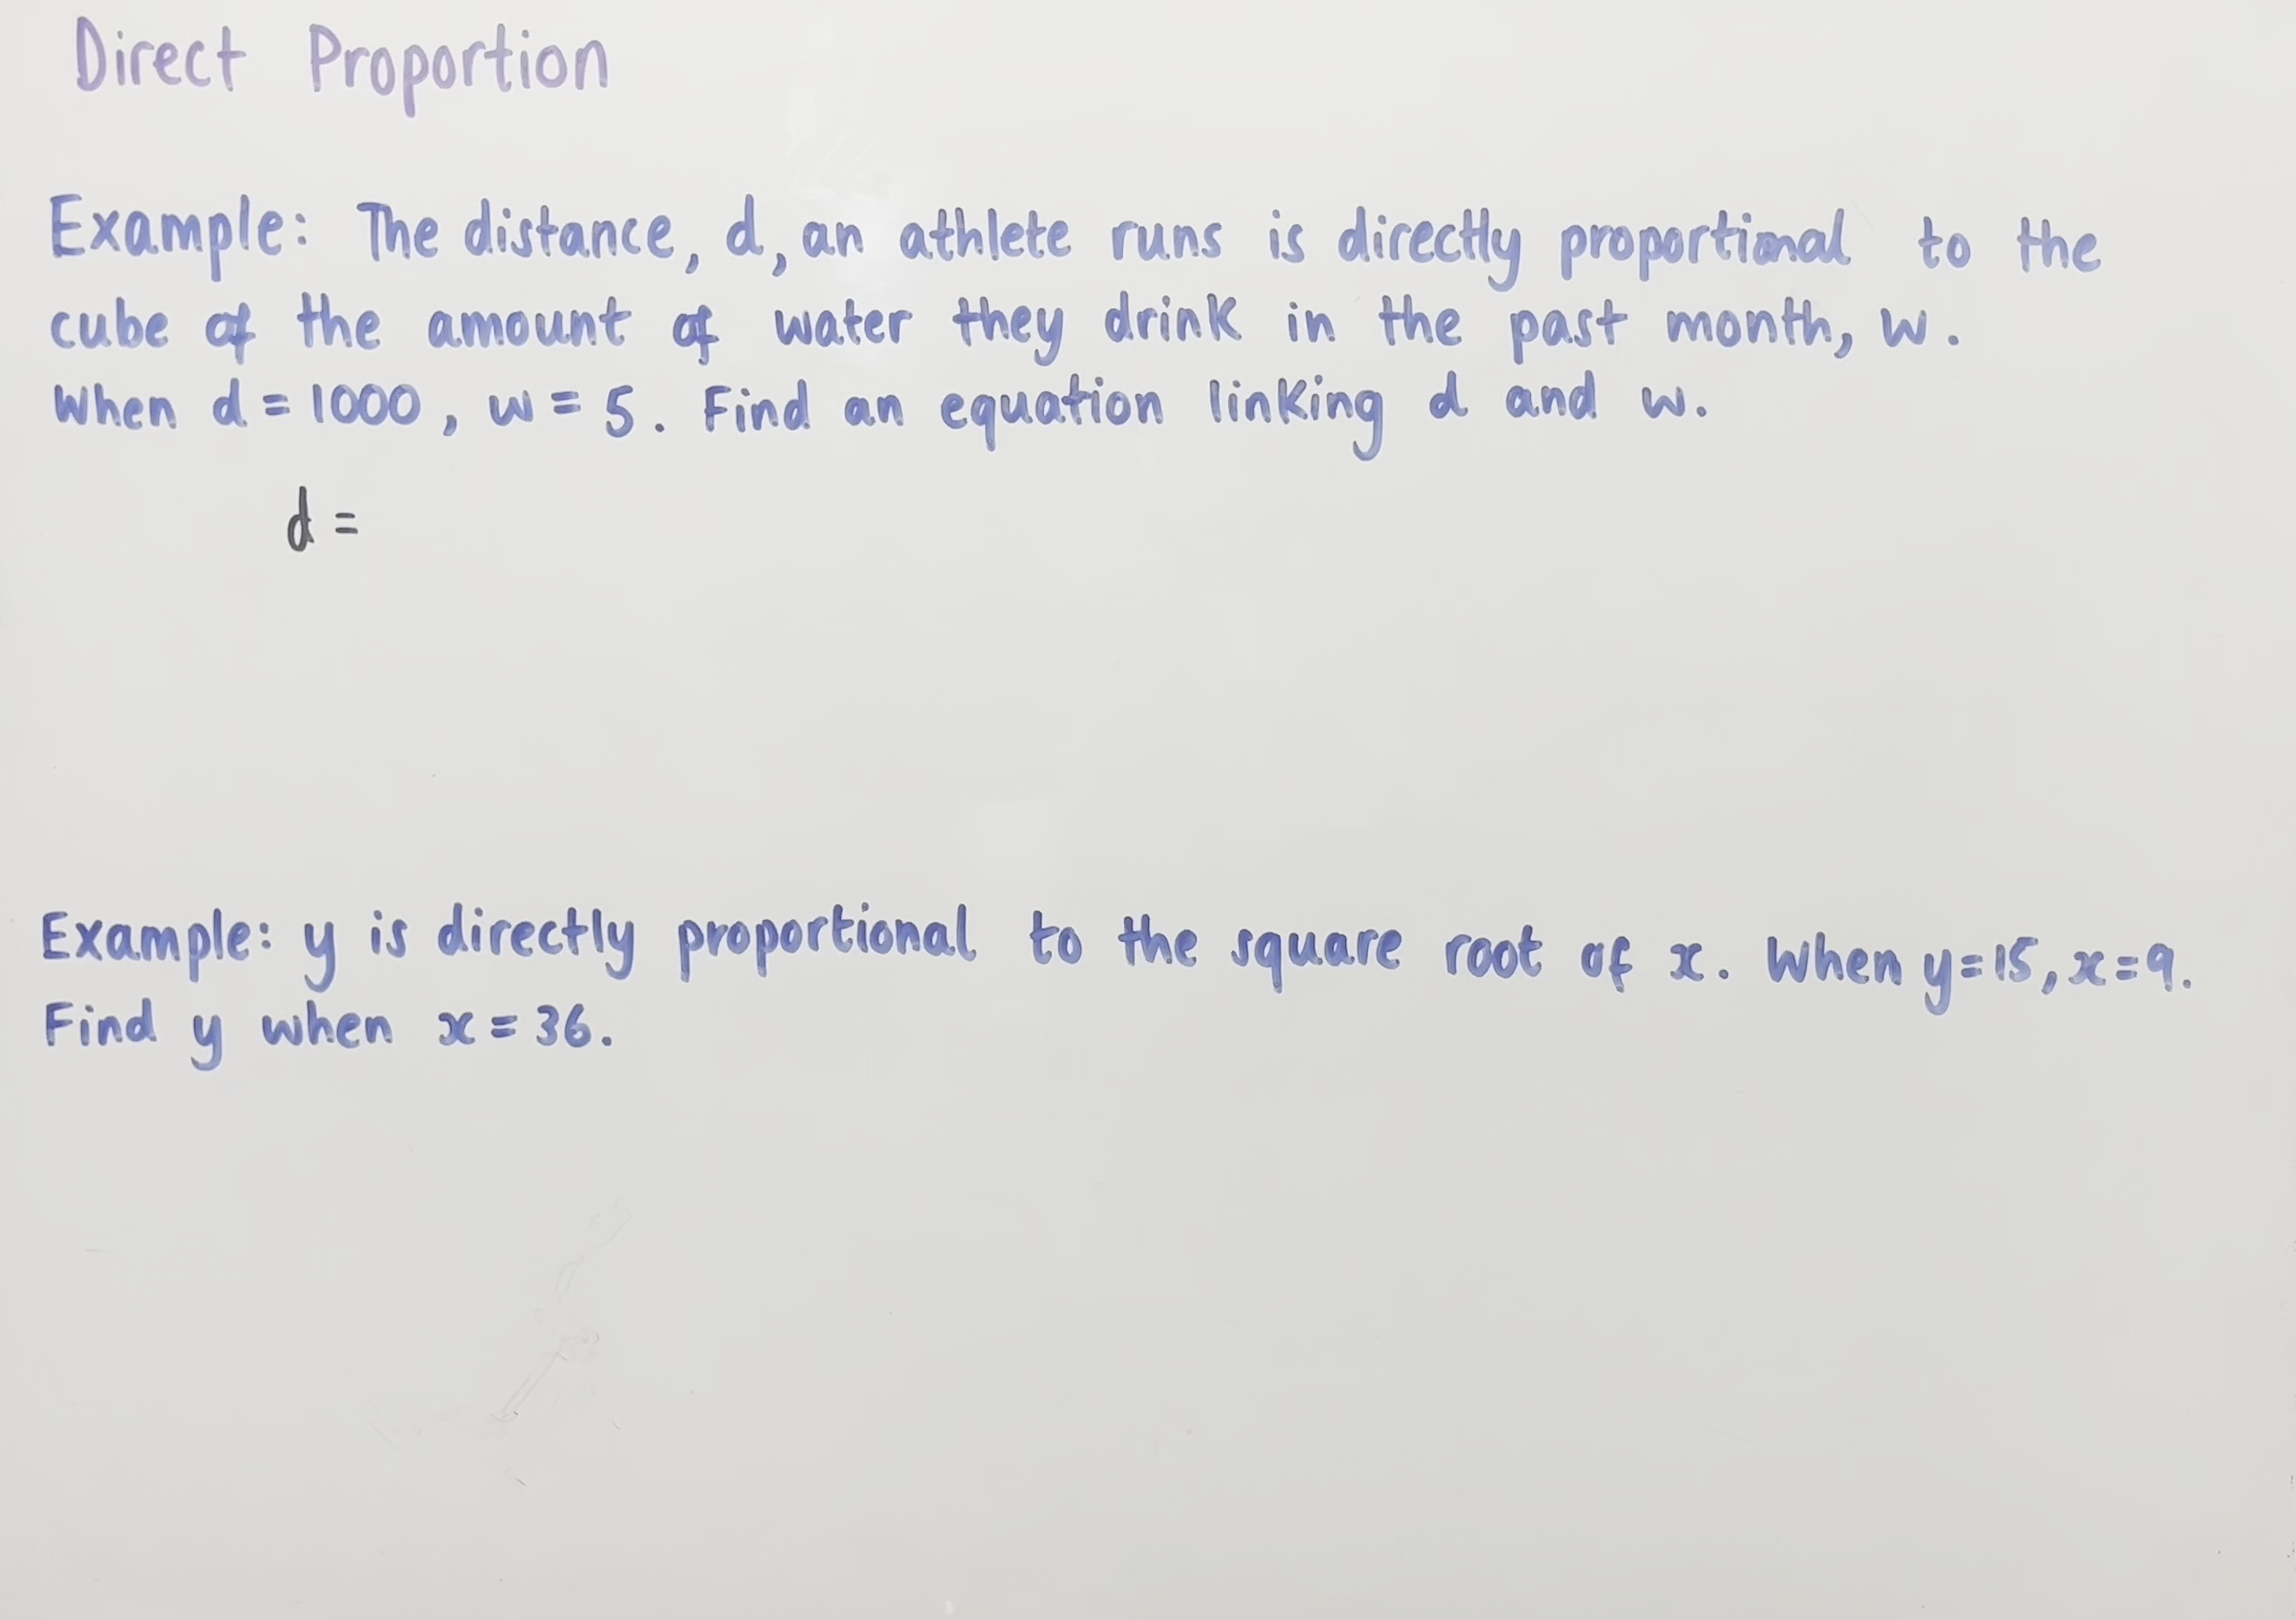 Direct Proportion
Example: The distance, d, an athlete runs is directly proportional to the
cube of the amount of water they drink in the past month, w.
When d = 1000, w = 5. Find an equation linking d and w.
d =
Example: y is directly proportional to the square root of x. When y=15, x=9.
Find y when x = 36.